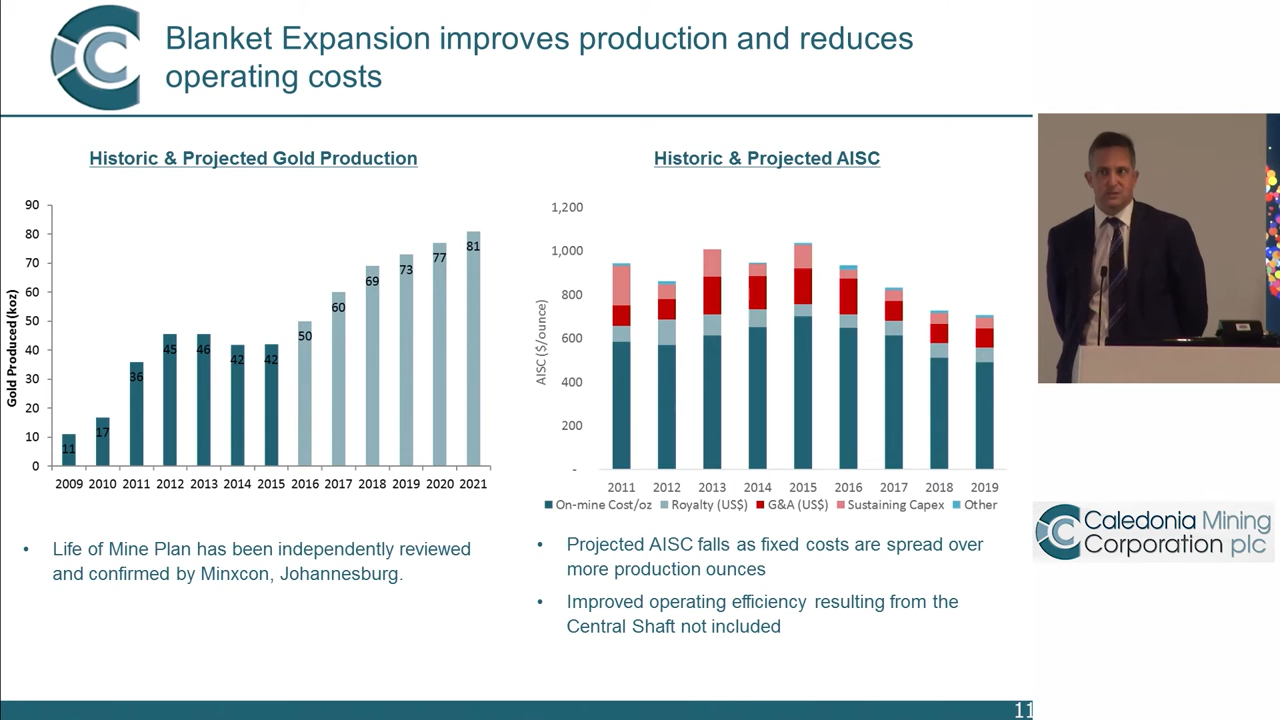 Blanket Expansion improves production and reduces
operating costs
Historic & Projected Gold Production
Gold Produced (koz)
90
80
70
60
50
40
30
20
10
0
11
17
36
45
46
42
42
50
60
69
73
77
81
2009 2010 2011 2012 2013 2014 2015 2016 2017 2018 2019 2020 2021
• Life of Mine Plan has been independently reviewed
and confirmed by Minxcon, Johannesburg.
Historic & Projected AISC
AISC ($/ounce)
1,200
1,000
800
600
400
200
-
2011 2012 2013 2014 2015 2016 2017 2018 2019
On-mine Cost/oz Royalty (US$) G&A (US$) Sustaining Capex Other
• Projected AISC falls as fixed costs are spread over
more production ounces
• Improved operating efficiency resulting from the
Central Shaft not included
Caledonia Mining
Corporation plc
11